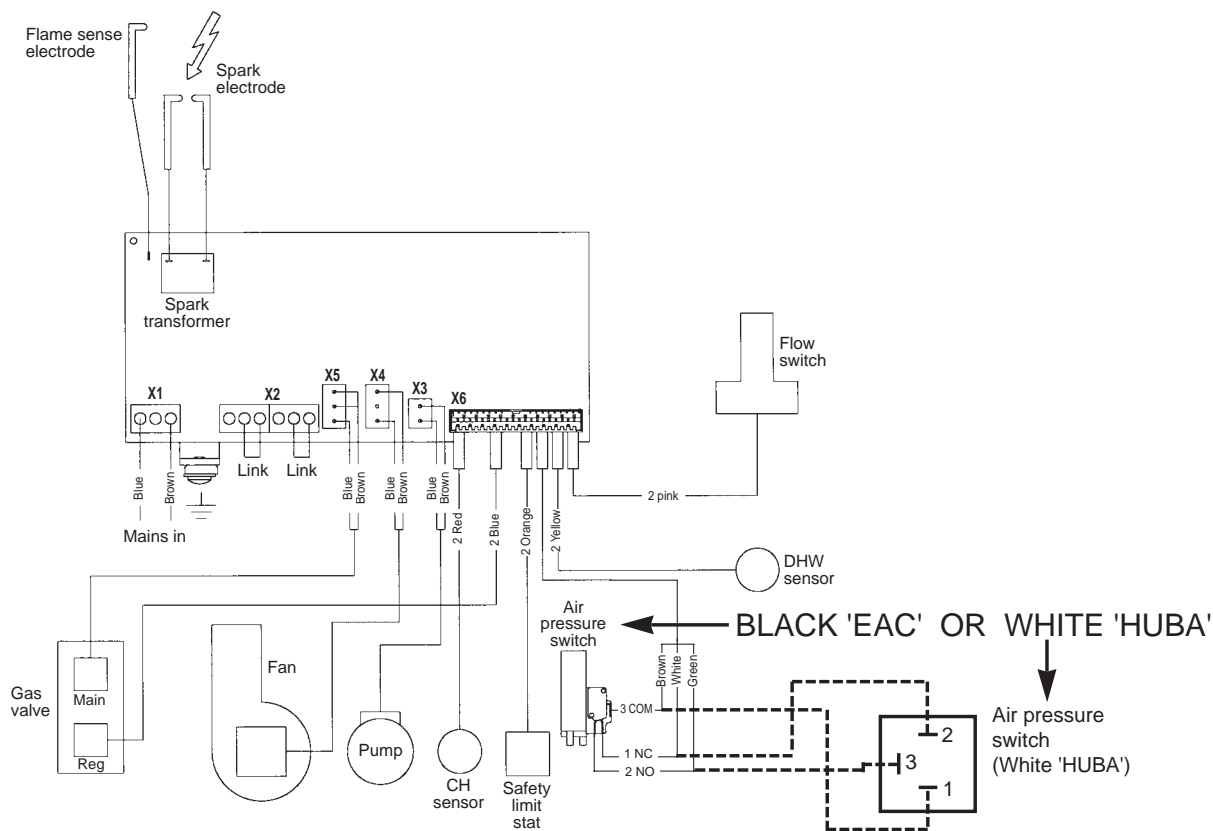 Flame sense
electrode
Spark
electrode
Spark
transformer
Flow
switch
X1
X2
X5
X4
X3
X6
Link
Link
Blue
Brown
Mains in
Blue
Brown
Blue
Brown
Blue
Brown
2 Red
2 Blue
2 Orange
2 Yellow
2 pink
DHW
sensor
Air
pressure
switch
BLACK 'EAC' OR WHITE 'HUBA'
Brown
White
Green
3 COM
1 NC
2 NO
Gas
valve
Main
Reg
Fan
Pump
CH
sensor
Safety
limit
stat
2
3
1
Air pressure
switch
(White 'HUBA')